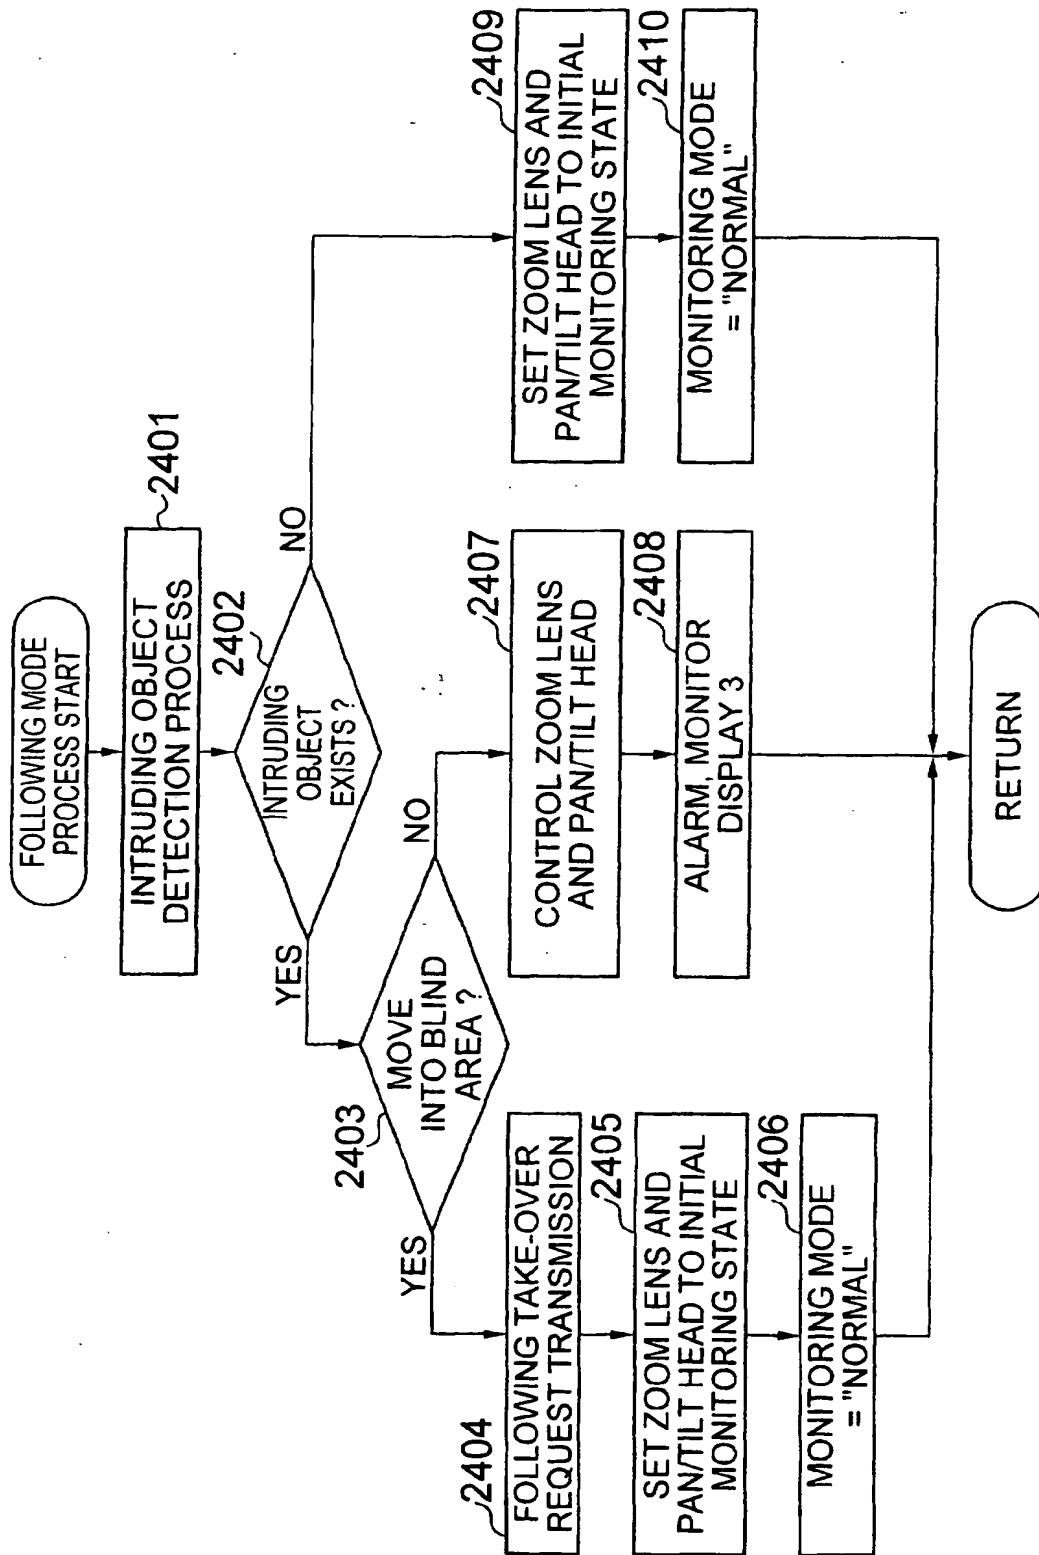 FOLLOWING MODE
PROCESS START
2401
INTRUDING OBJECT
DETECTION PROCESS
2402
INTRUDING
OBJECT
EXISTS ?
YES
NO
2403
MOVE
INTO BLIND
AREA ?
YES
NO
2404
FOLLOWING TAKE-OVER
REQUEST TRANSMISSION
2405
SET ZOOM LENS AND
PAN/TILT HEAD TO INITIAL
MONITORING STATE
2406
MONITORING MODE
= "NORMAL"
2407
CONTROL ZOOM LENS
AND PAN/TILT HEAD
2408
ALARM, MONITOR
DISPLAY 3
2409
SET ZOOM LENS AND
PAN/TILT HEAD TO INITIAL
MONITORING STATE
2410
MONITORING MODE
= "NORMAL"
RETURN